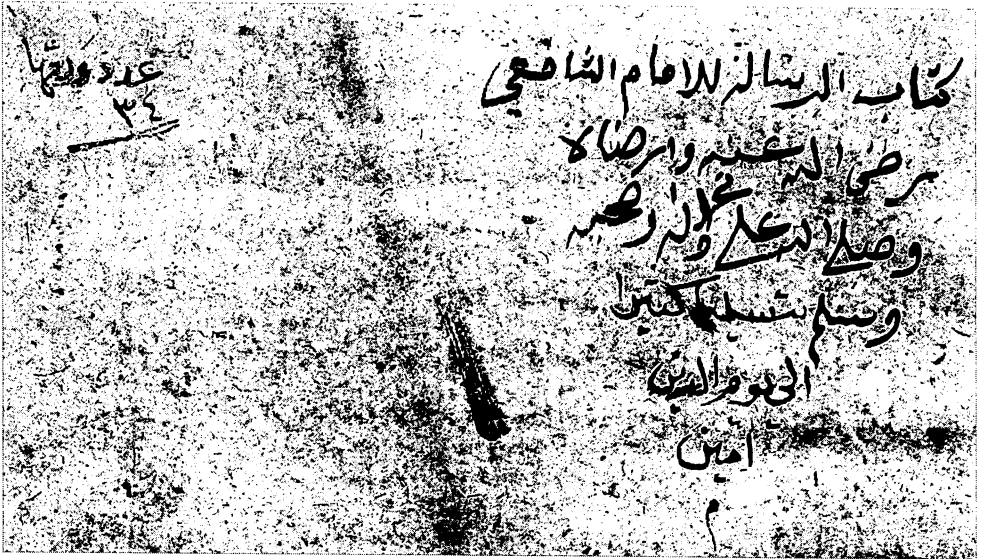 كتاب الرسالة للامام الشافعي
رضي الله عنه وارضاه
وصلى الله على محمد واله وصحبه
وسلم تسليما كثيرا
الى يوم الدين
امين
م
عدد ورقها
٣٤